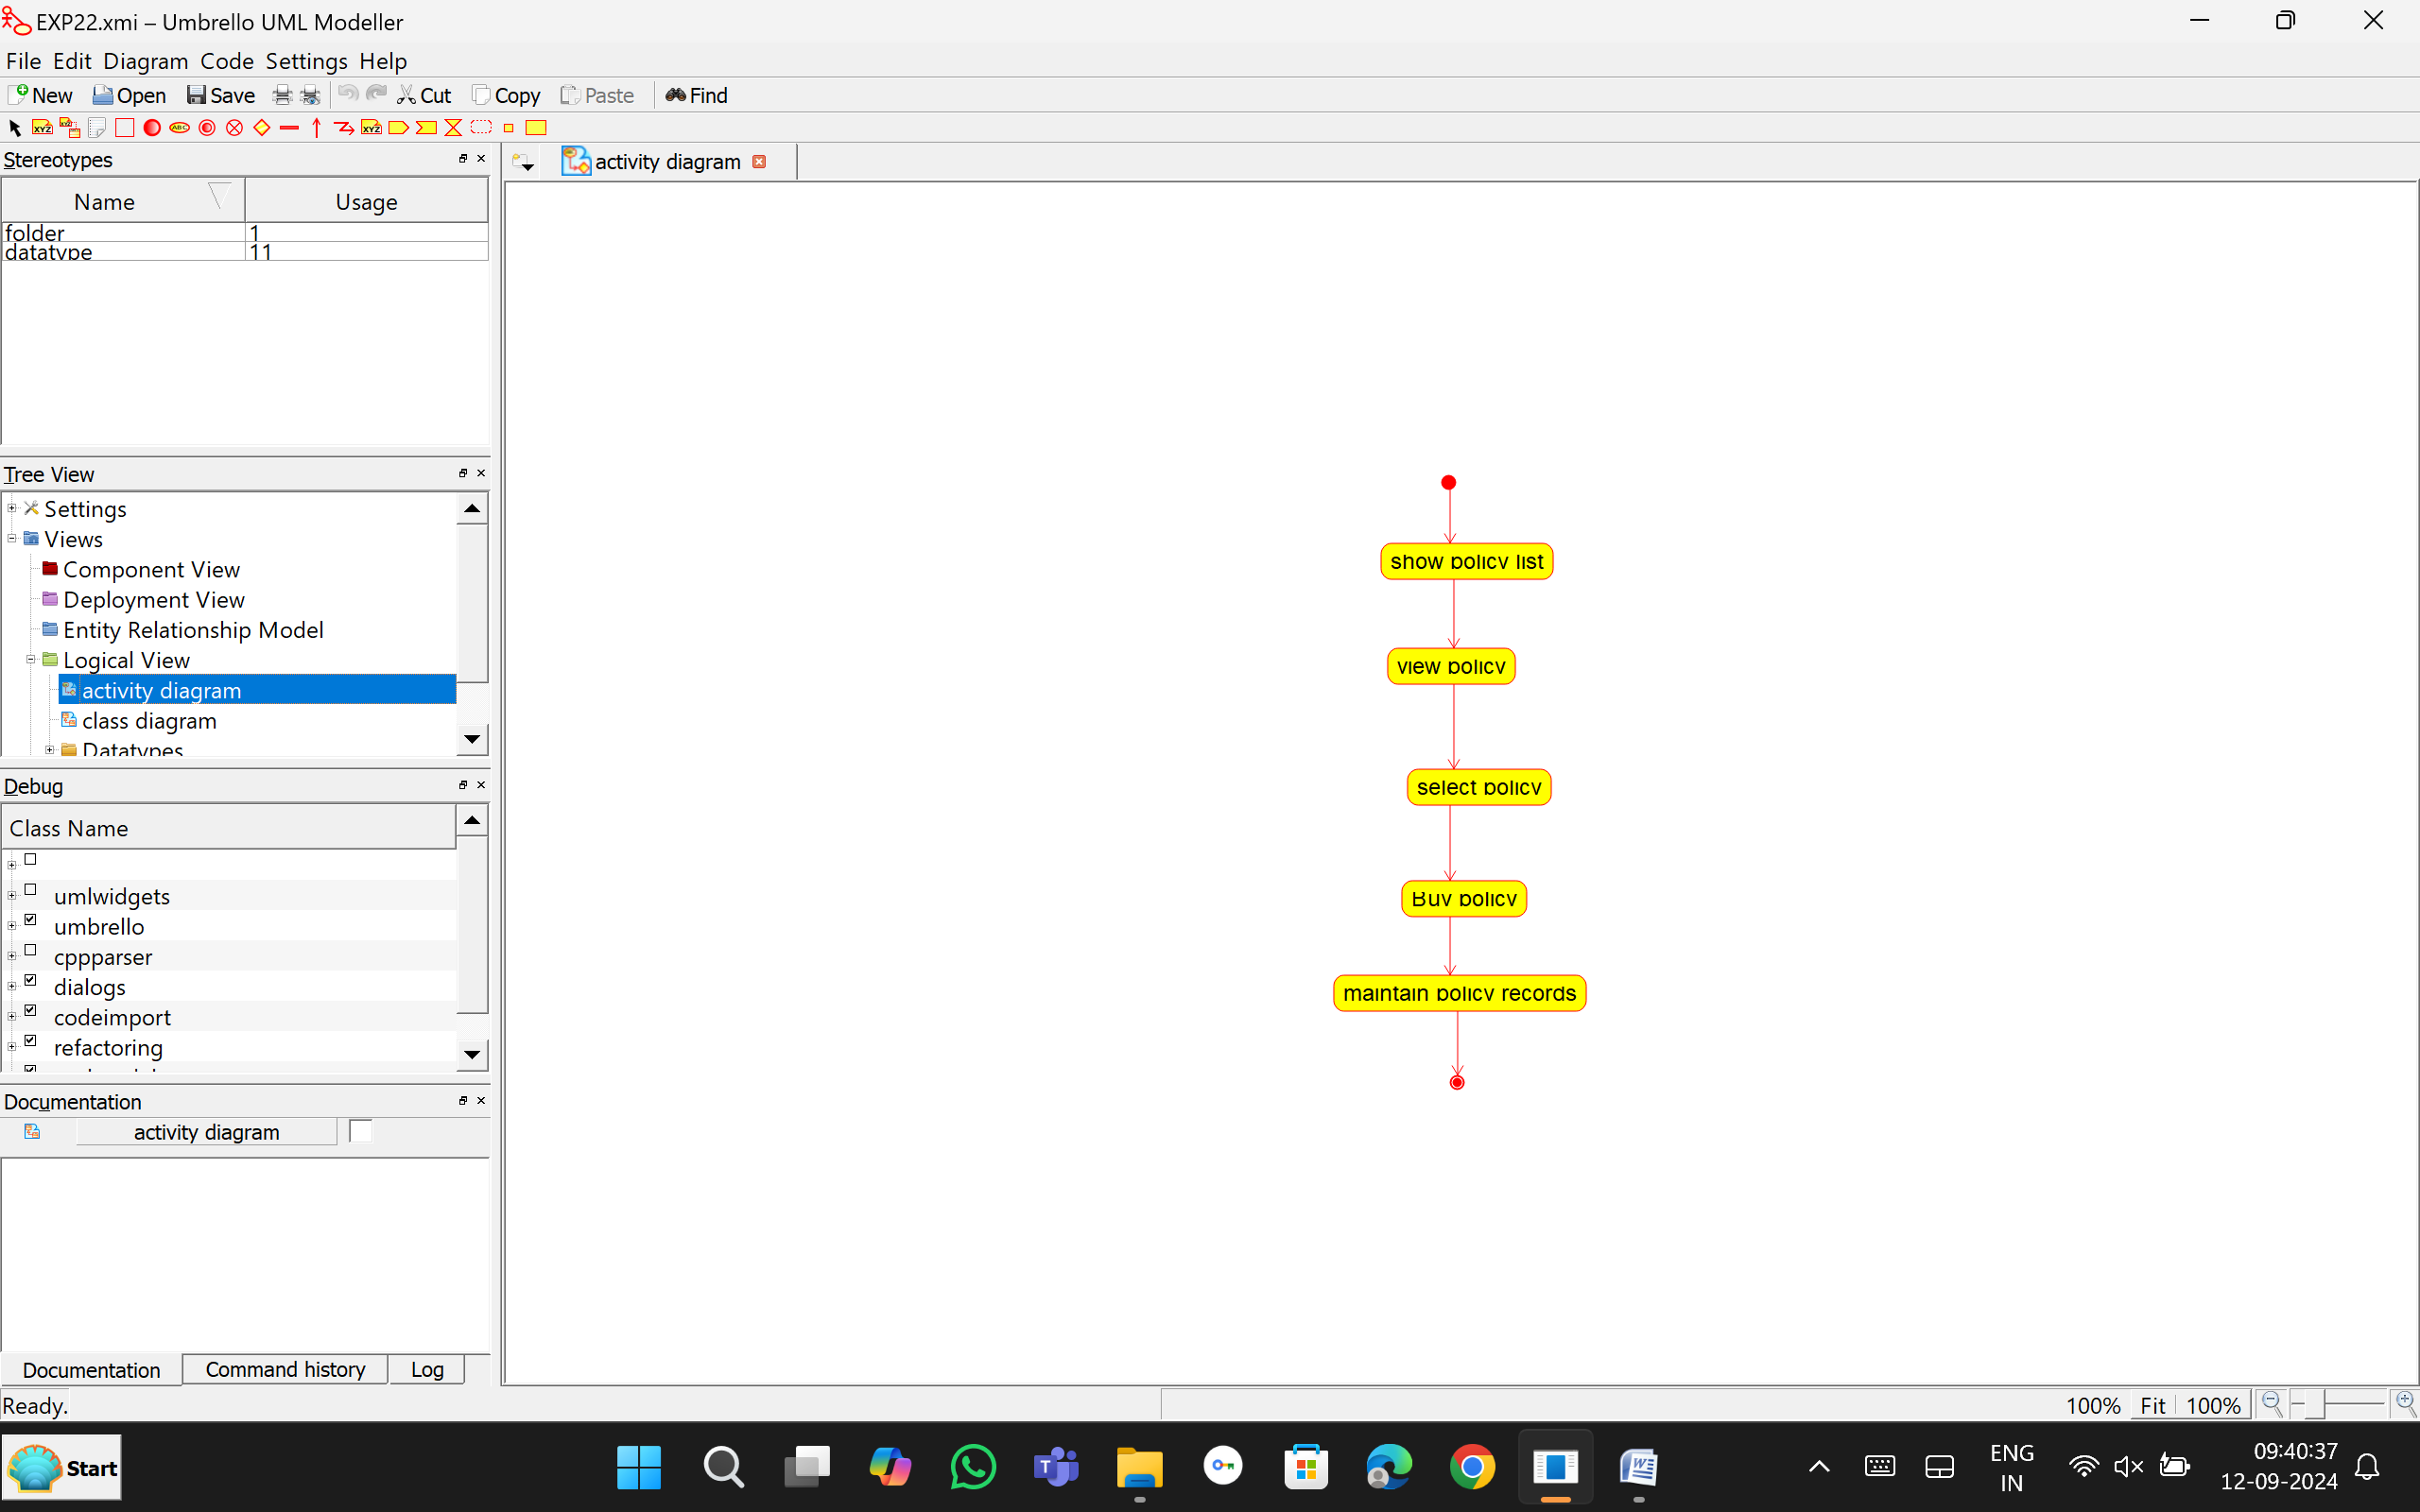 EXP22.xmi – Umbrello UML Modeller
File Edit Diagram Code Settings Help
New Open Save Cut Copy Paste Find
Stereotypes
activity diagram
Name Usage
folder 1
datatype 11
Tree View
Settings
Views
Component View
Deployment View
Entity Relationship Model
Logical View
activity diagram
class diagram
Datatypes
Debug
Class Name
umlwidgets
umbrello
cppparser
dialogs
codeimport
refactoring
Documentation
activity diagram
Documentation Command history Log
show policy list
view policy
select policy
Buy policy
maintain policy records
Ready.
100% Fit 100%
Start
ENG
IN
09:40:37
12-09-2024